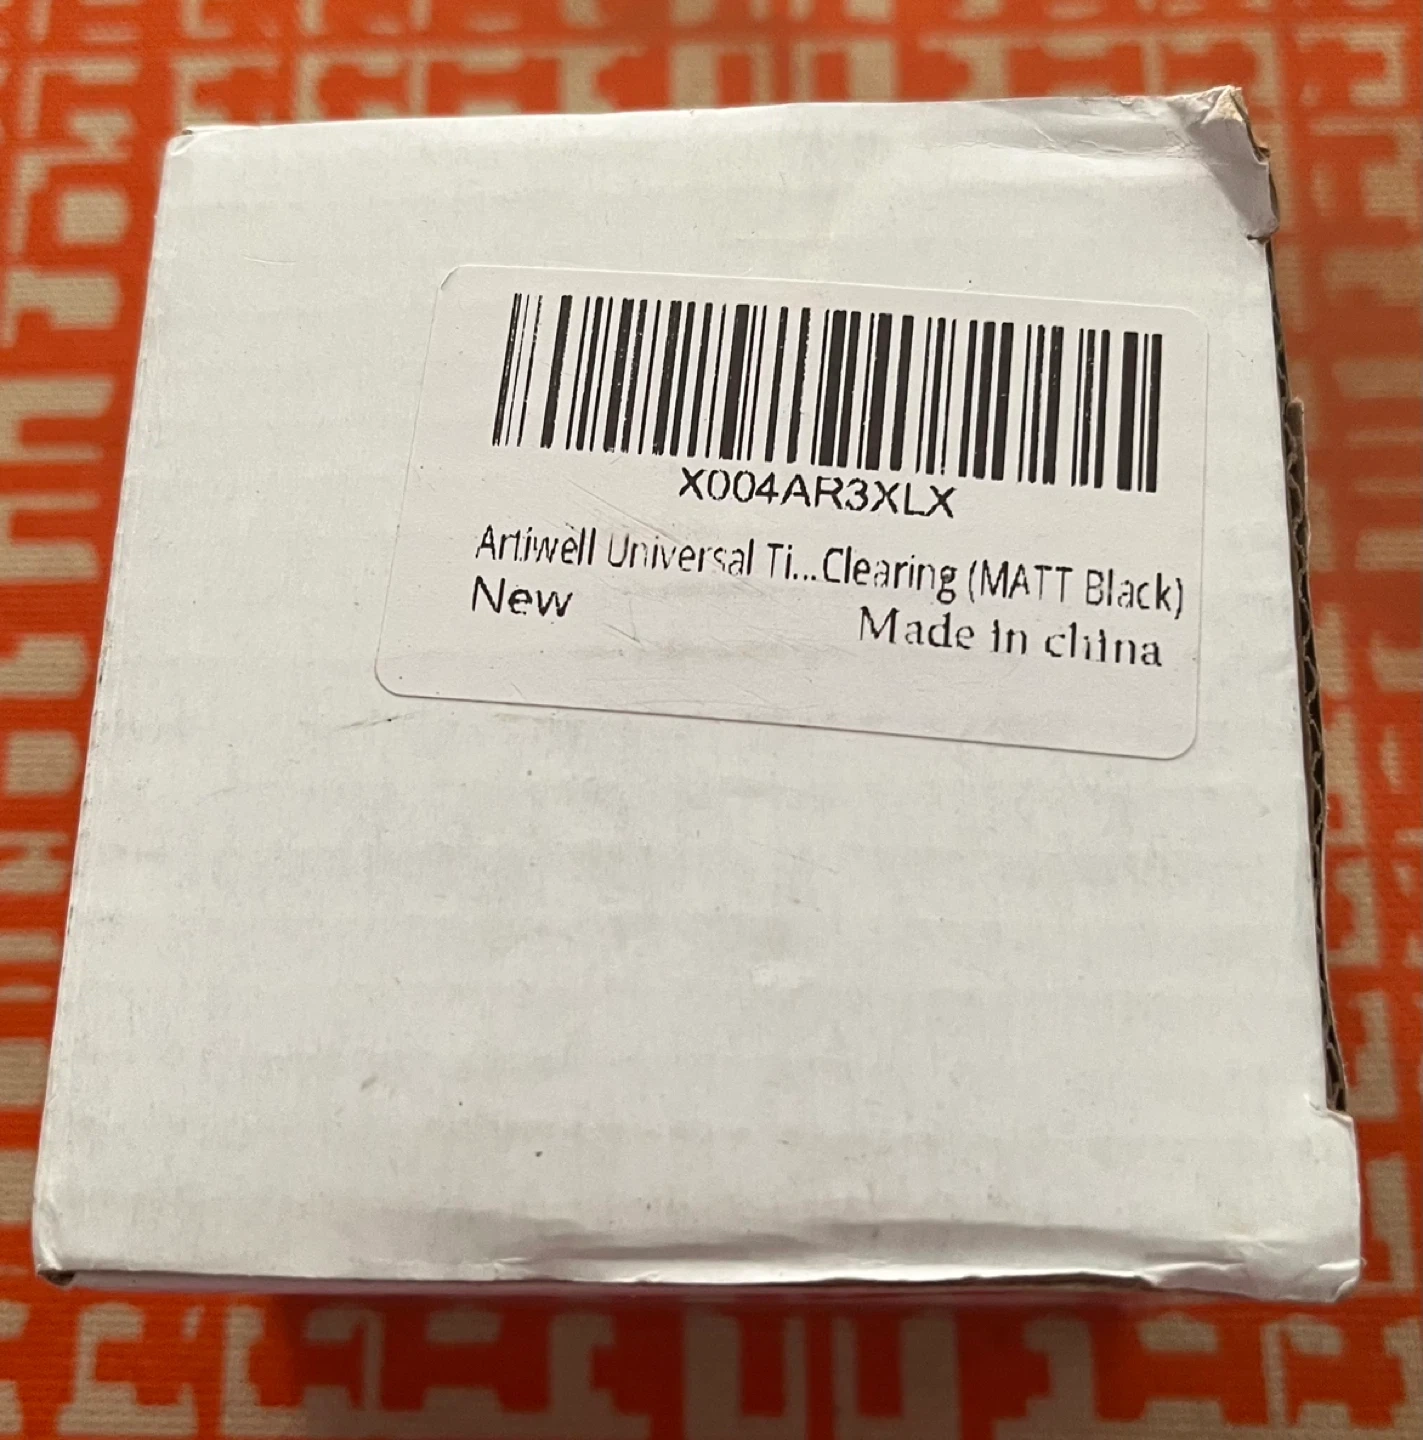 X004AR3XLX
Artiwell Universal Ti...Clearing (MATT Black)
New
Made in china